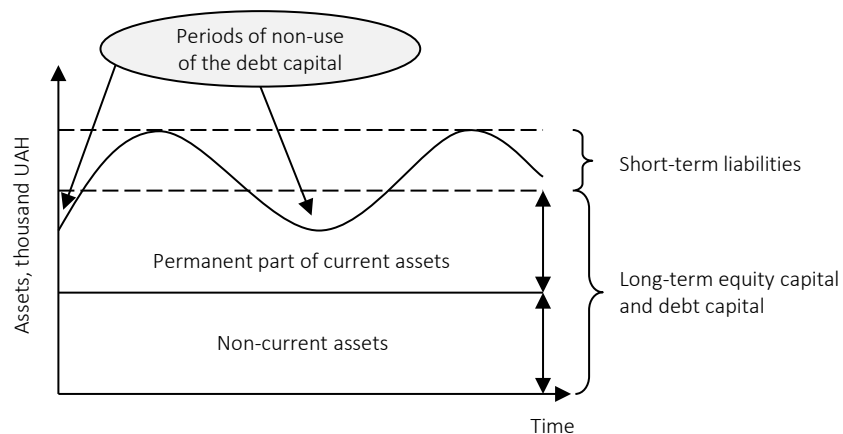 Periods of non-use
of the debt capital
Assets, thousand UAH
Short-term liabilities
Permanent part of current assets
Long-term equity capital
and debt capital
Non-current assets
Time